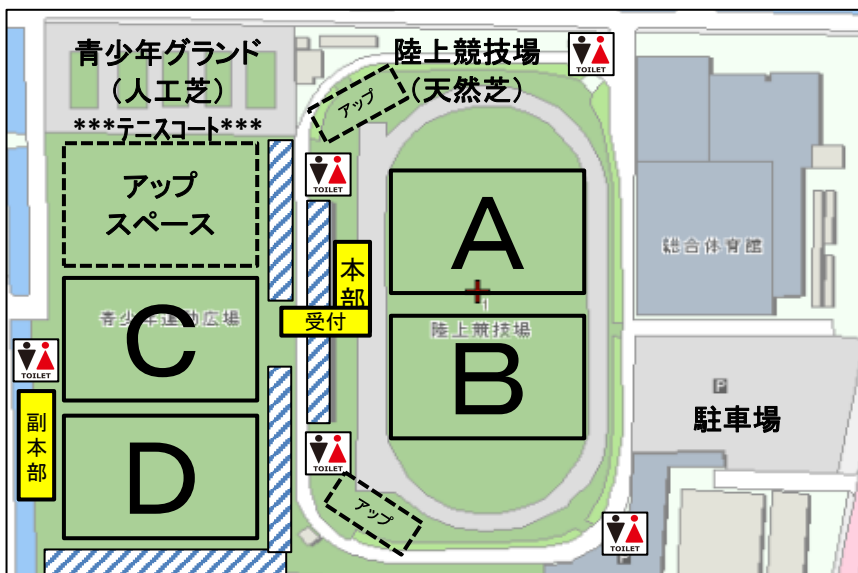 青少年グランド
(人工芝)
***テニスコート***
アップ
スペース
青少年運動広場
C
D
副本部
TOILET
TOILET
TOILET
本部
受付
陸上競技場
(天然芝)
アップ
A
1
陸上競技場
B
アップ
TOILET
TOILET
総合体育館
P
駐車場
P